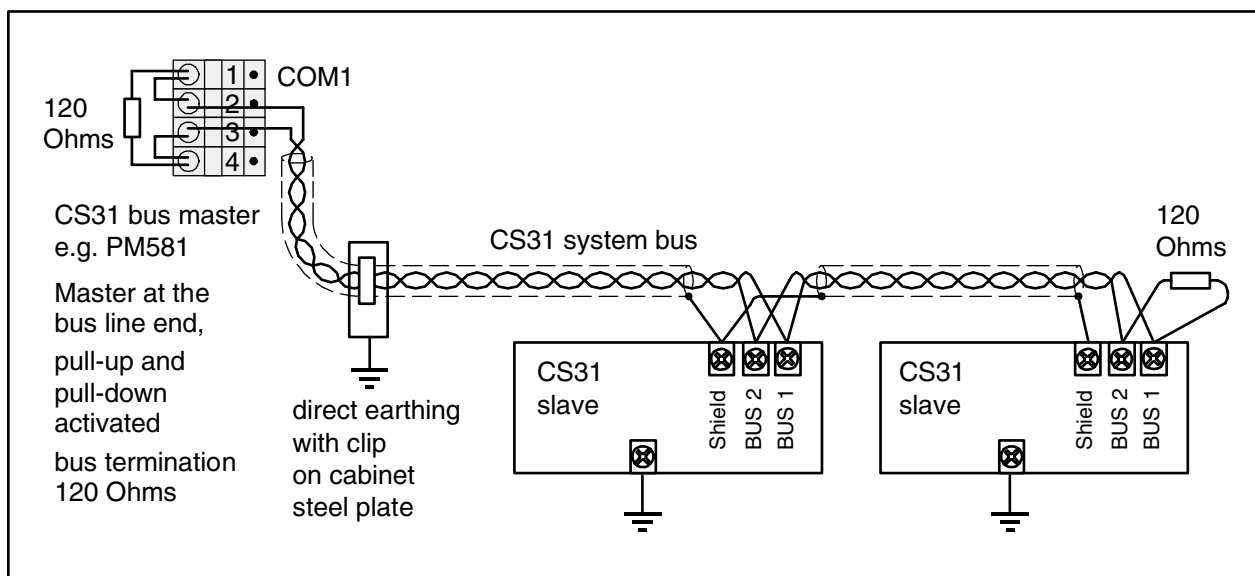 1
COM1
2
3
4
120
Ohms
CS31 bus master
e.g. PM581
Master at the
bus line end,
pull-up and
pull-down
activated
bus termination
120 Ohms
direct earthing
with clip
on cabinet
steel plate
CS31 system bus
CS31
slave
Shield
BUS 2
BUS 1
120
Ohms
CS31
slave
Shield
BUS 2
BUS 1